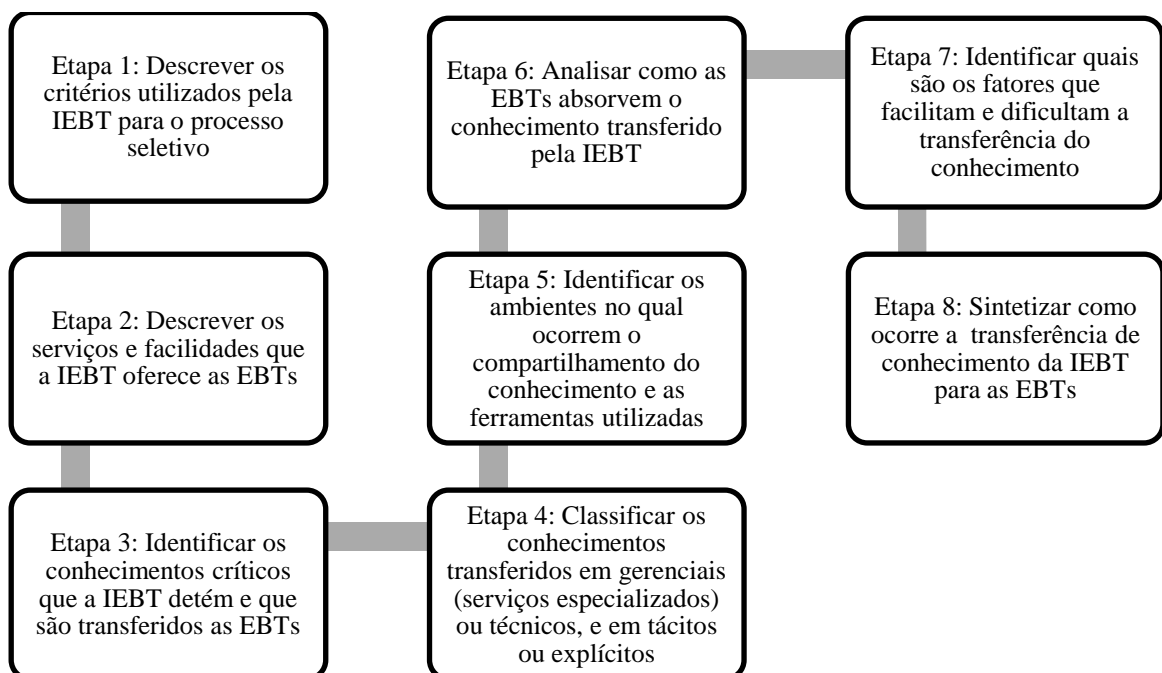 Etapa 1: Descrever os
critérios utilizados pela
IEBT para o processo
seletivo
Etapa 2: Descrever os
serviços e facilidades que
a IEBT oferece as EBTs
Etapa 3: Identificar os
conhecimentos críticos
que a IEBT detém e que
são transferidos as EBTs
Etapa 4: Classificar os
conhecimentos
transferidos em gerenciais
(serviços especializados)
ou técnicos, e em tácitos
ou explícitos
Etapa 5: Identificar os
ambientes no qual
ocorrem o
compartilhamento do
conhecimento e as
ferramentas utilizadas
Etapa 6: Analisar como as
EBTs absorvem o
conhecimento transferido
pela IEBT
Etapa 7: Identificar quais
são os fatores que
facilitam e dificultam a
transferência do
conhecimento
Etapa 8: Sintetizar como
ocorre a transferência de
conhecimento da IEBT
para as EBTs